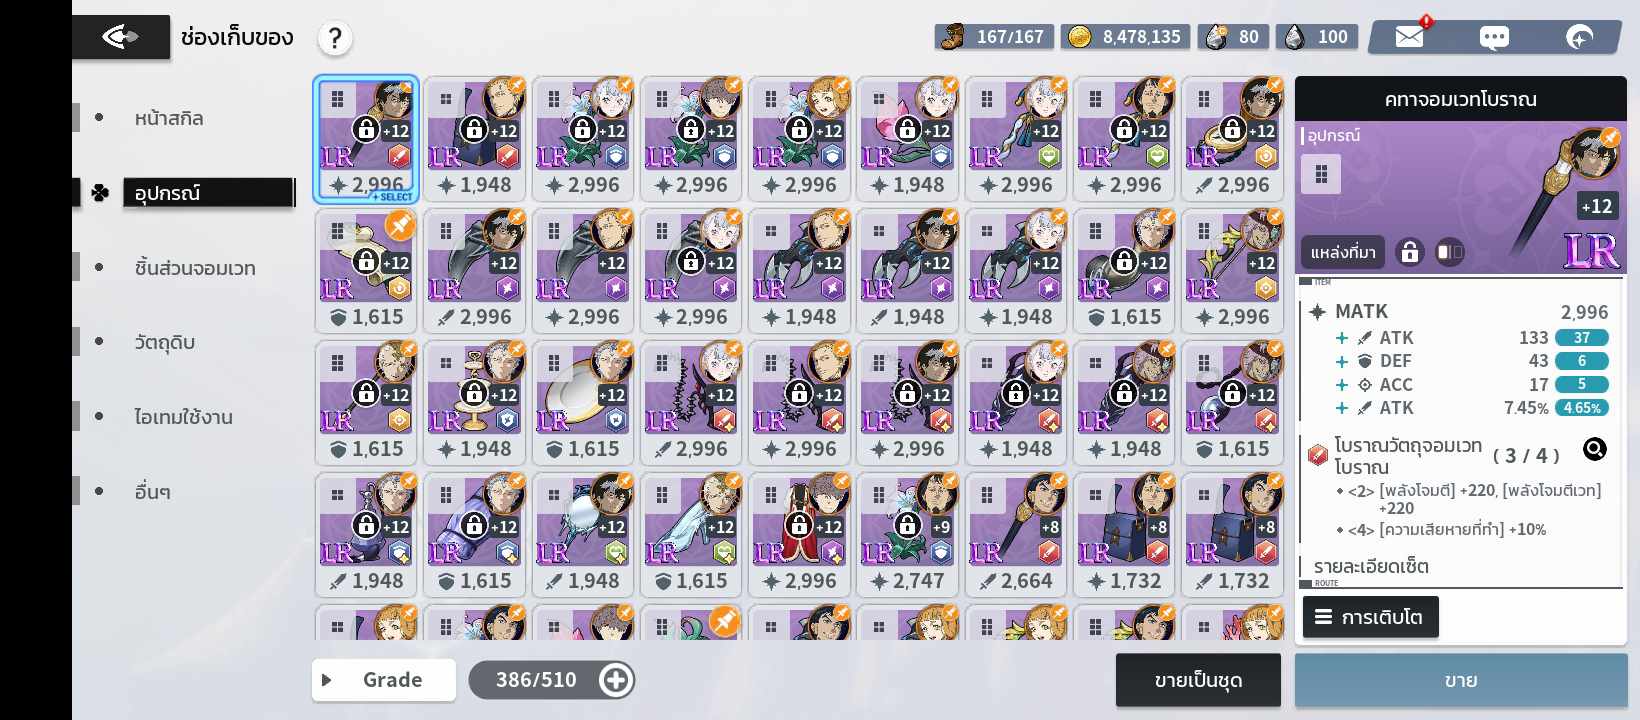 ช่องเก็บของ
?
167/167
8,478,135
80
100
หน้าสกิล
อุปกรณ์
ชิ้นส่วนจอมเวท
วัตถุดิบ
ไอเทมใช้งาน
อื่นๆ
+12 +12 +12 +12 +12 +12 +12 +12 +12
LR LR LR LR LR LR LR LR LR
2,996 1,948 2,996 2,996 2,996 1,948 2,996 2,996 2,996
SELECT
+12 +12 +12 +12 +12 +12 +12 +12 +12
LR LR LR LR LR LR LR LR LR
1,615 2,996 2,996 2,996 1,948 1,948 1,948 1,615 2,996
+12 +12 +12 +12 +12 +12 +12 +12 +12
LR LR LR LR LR LR LR LR LR
1,615 1,948 1,615 2,996 2,996 2,996 1,948 1,948 1,615
+12 +12 +12 +12 +12 +9 +8 +8 +8
LR LR LR LR LR LR LR LR LR
1,948 1,615 1,948 1,615 2,996 2,747 2,664 1,732 1,732
Grade
386/510
ขายเป็นชุด
คทาจอมเวทโบราณ
อุปกรณ์
+12
แหล่งที่มา
LR
ITEM
MATK 2,996
+ ATK 133 37
+ DEF 43 6
+ ACC 17 5
+ ATK 7.45% 4.65%
โบราณวัตถุจอมเวท
โบราณ
( 3 / 4 )
<2> [พลังโจมตี] +220, [พลังโจมตีเวท]
+220
<4> [ความเสียหายที่ทำ] +10%
รายละเอียดเซ็ต
ROUTE
การเติบโต
ขาย